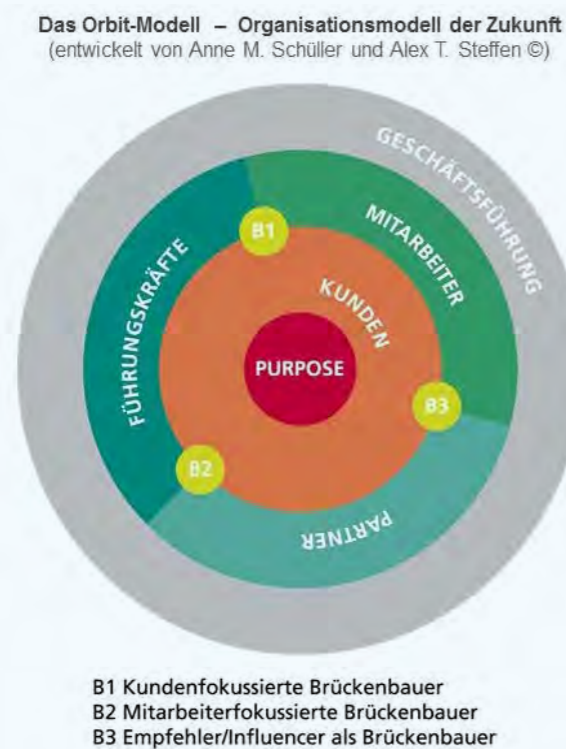 Das Orbit-Modell – Organisationsmodell der Zukunft
(entwickelt von Anne M. Schüller und Alex T. Steffen ©)
GESCHÄFTSFÜHRUNG
MITARBEITER
FÜHRUNGSKRÄFTE
B1
KUNDEN
PURPOSE
B3
B2
PARTNER
B1 Kundenfokussierte Brückenbauer
B2 Mitarbeiterfokussierte Brückenbauer
B3 Empfehler/Influencer als Brückenbauer